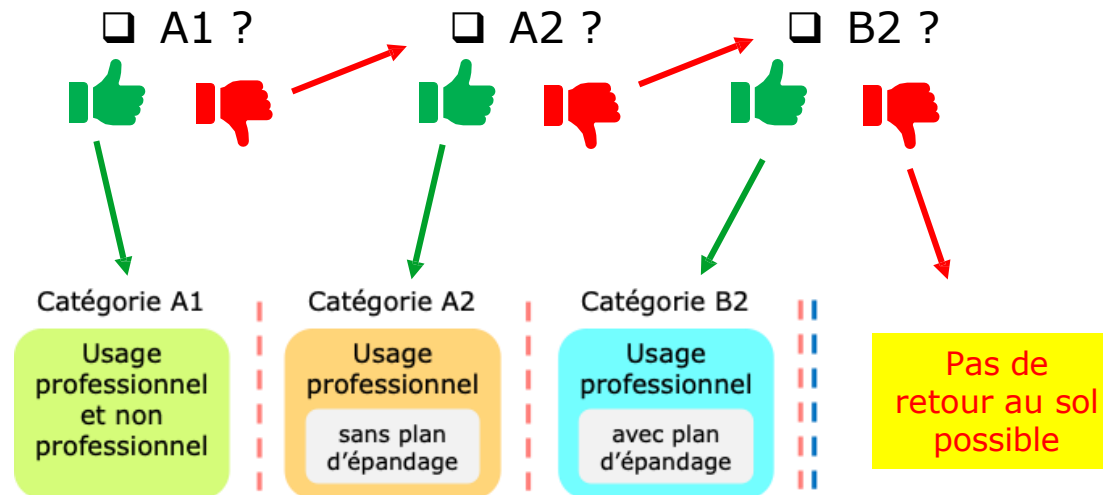 ❑ A1 ?
❑ A2 ?
❑ B2 ?
Catégorie A1
Usage
professionnel
et non
professionnel
Catégorie A2
Usage
professionnel
sans plan
d'épandage
Catégorie B2
Usage
professionnel
avec plan
d'épandage
Pas de
retour au sol
possible